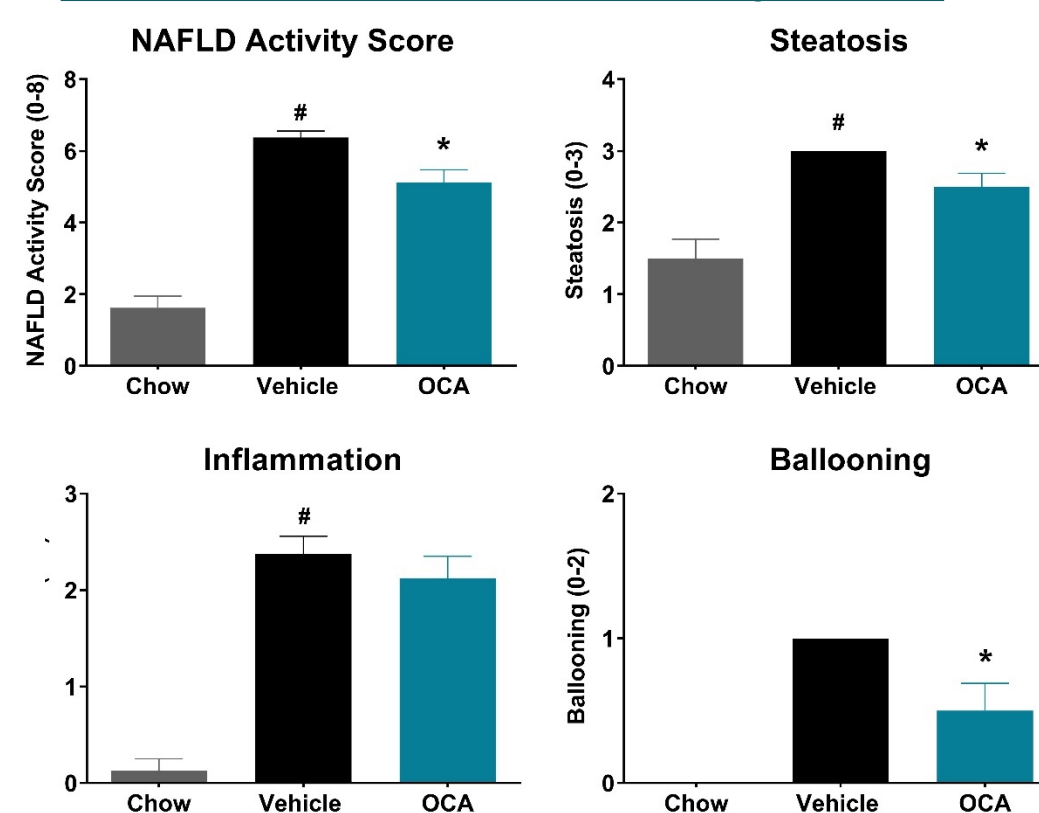 NAFLD Activity Score
NAFLD Activity Score (0-8)
8
6
4
2
0
#
*
Chow
Vehicle
OCA
Steatosis
Steatosis (0-3)
4
3
2
1
0
#
*
Chow
Vehicle
OCA
Inflammation
3
2
1
0
#
Chow
Vehicle
OCA
Ballooning
Ballooning (0-2)
2
1
0
*
Chow
Vehicle
OCA